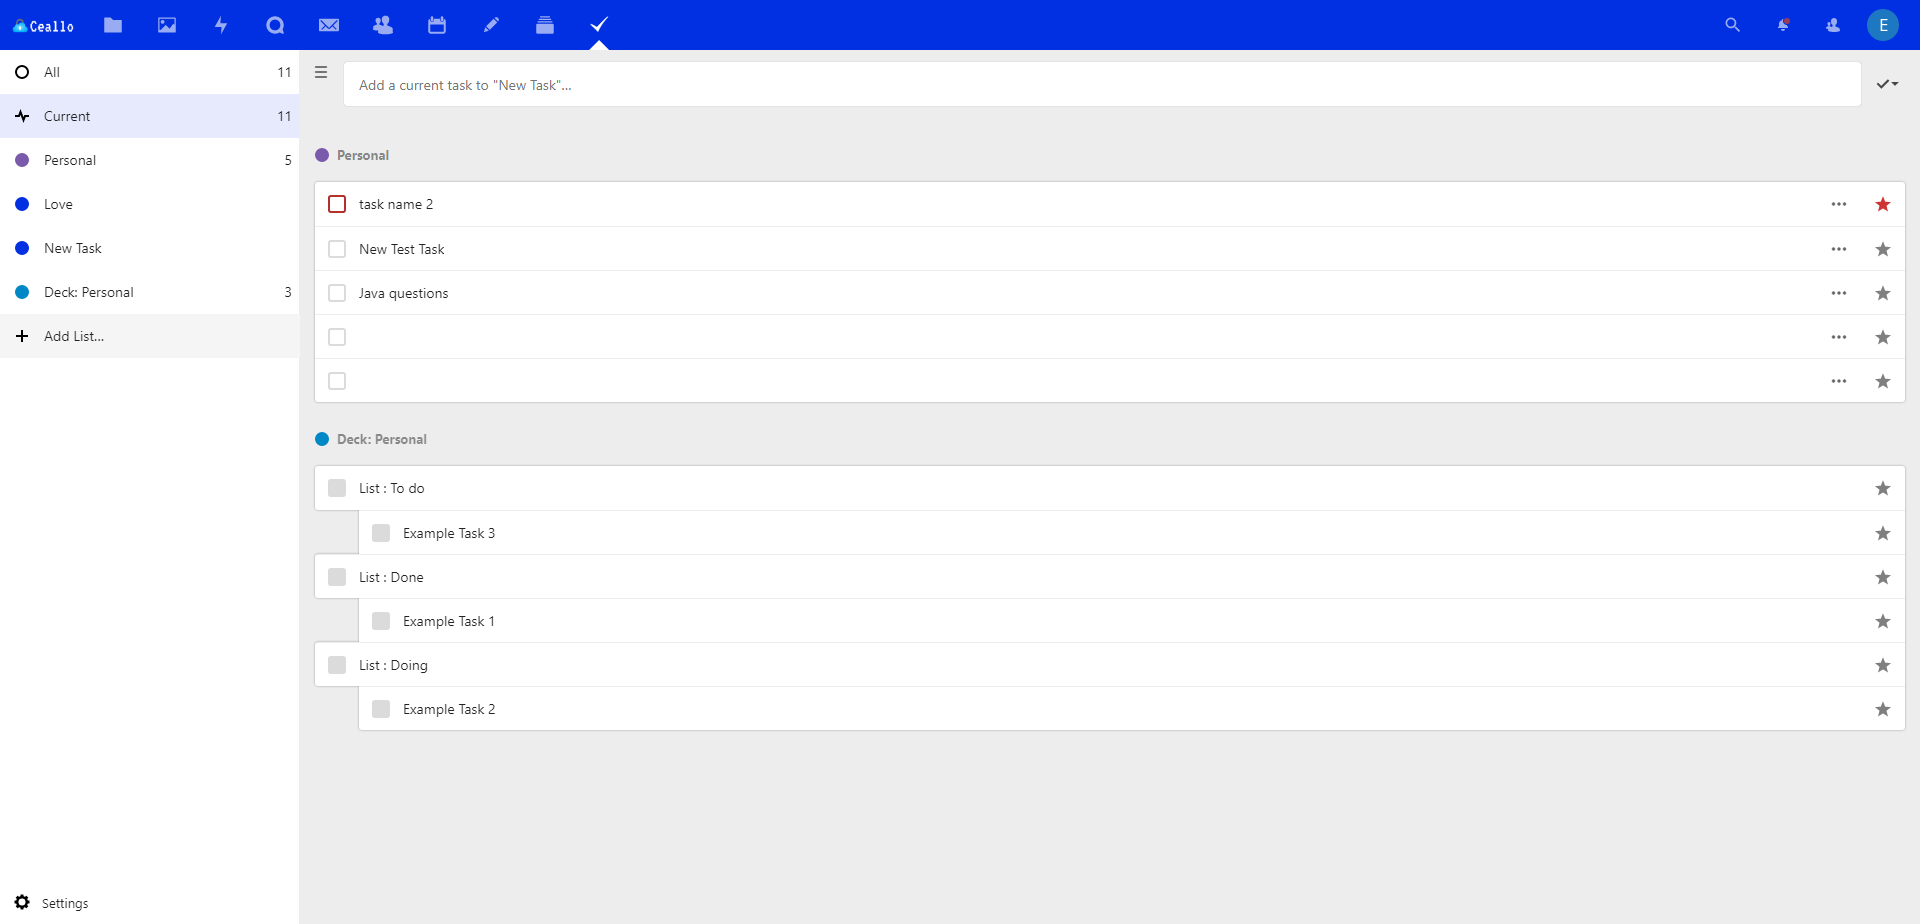 Ceallo
E
All 11
Current 11
Personal 5
Love
New Task
Deck: Personal 3
Add List...
Settings
Add a current task to "New Task"...
Personal
task name 2
New Test Task
Java questions
Deck: Personal
List : To do
Example Task 3
List : Done
Example Task 1
List : Doing
Example Task 2